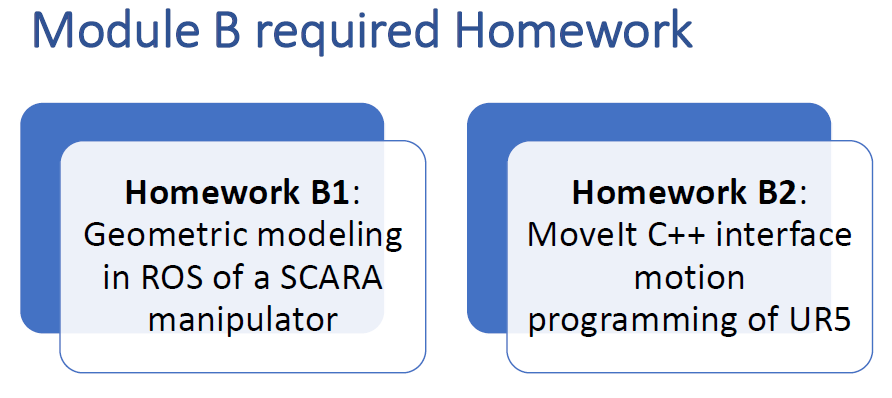 Module B required Homework
Homework B1:
Geometric modeling
in ROS of a SCARA
manipulator
Homework B2:
MoveIt C++ interface
motion
programming of UR5